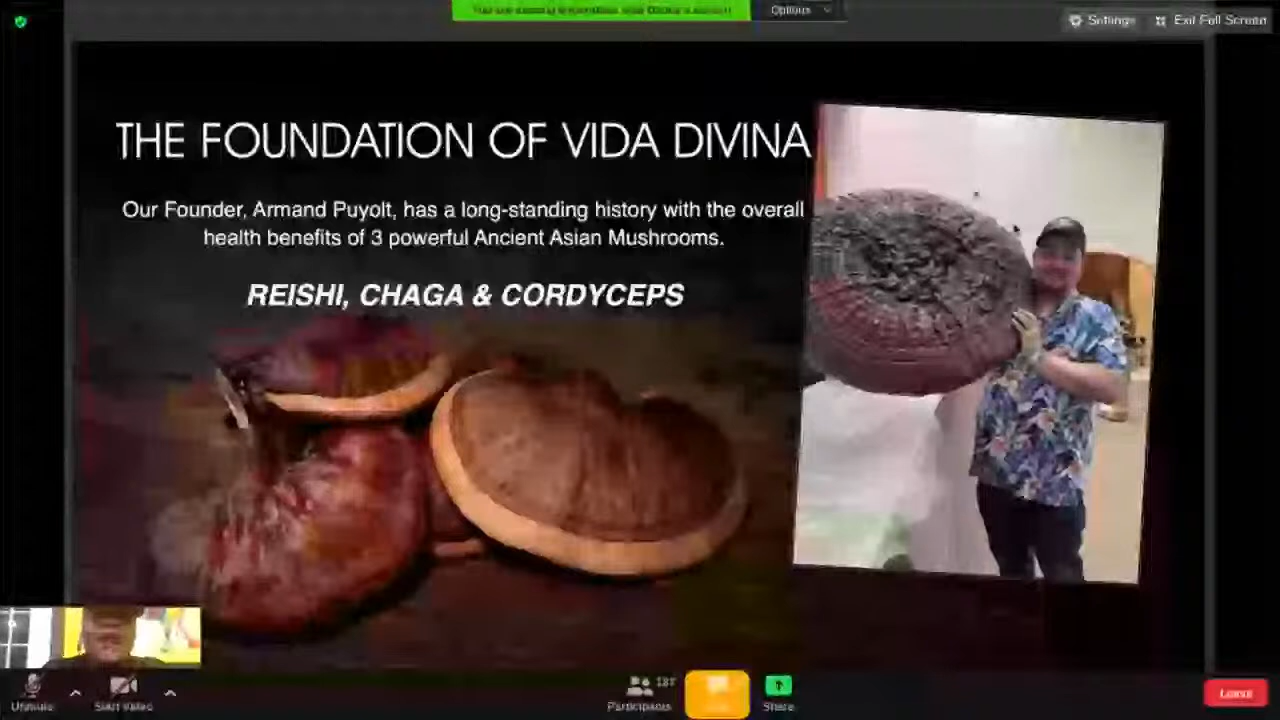 Options
Settings
Exit Full Screen
THE FOUNDATION OF VIDA DIVINA
Our Founder, Armand Puyolt, has a long-standing history with the overall
health benefits of 3 powerful Ancient Asian Mushrooms.
REISHI, CHAGA & CORDYCEPS
Unmute
Start Video
Participants
Share
Leave